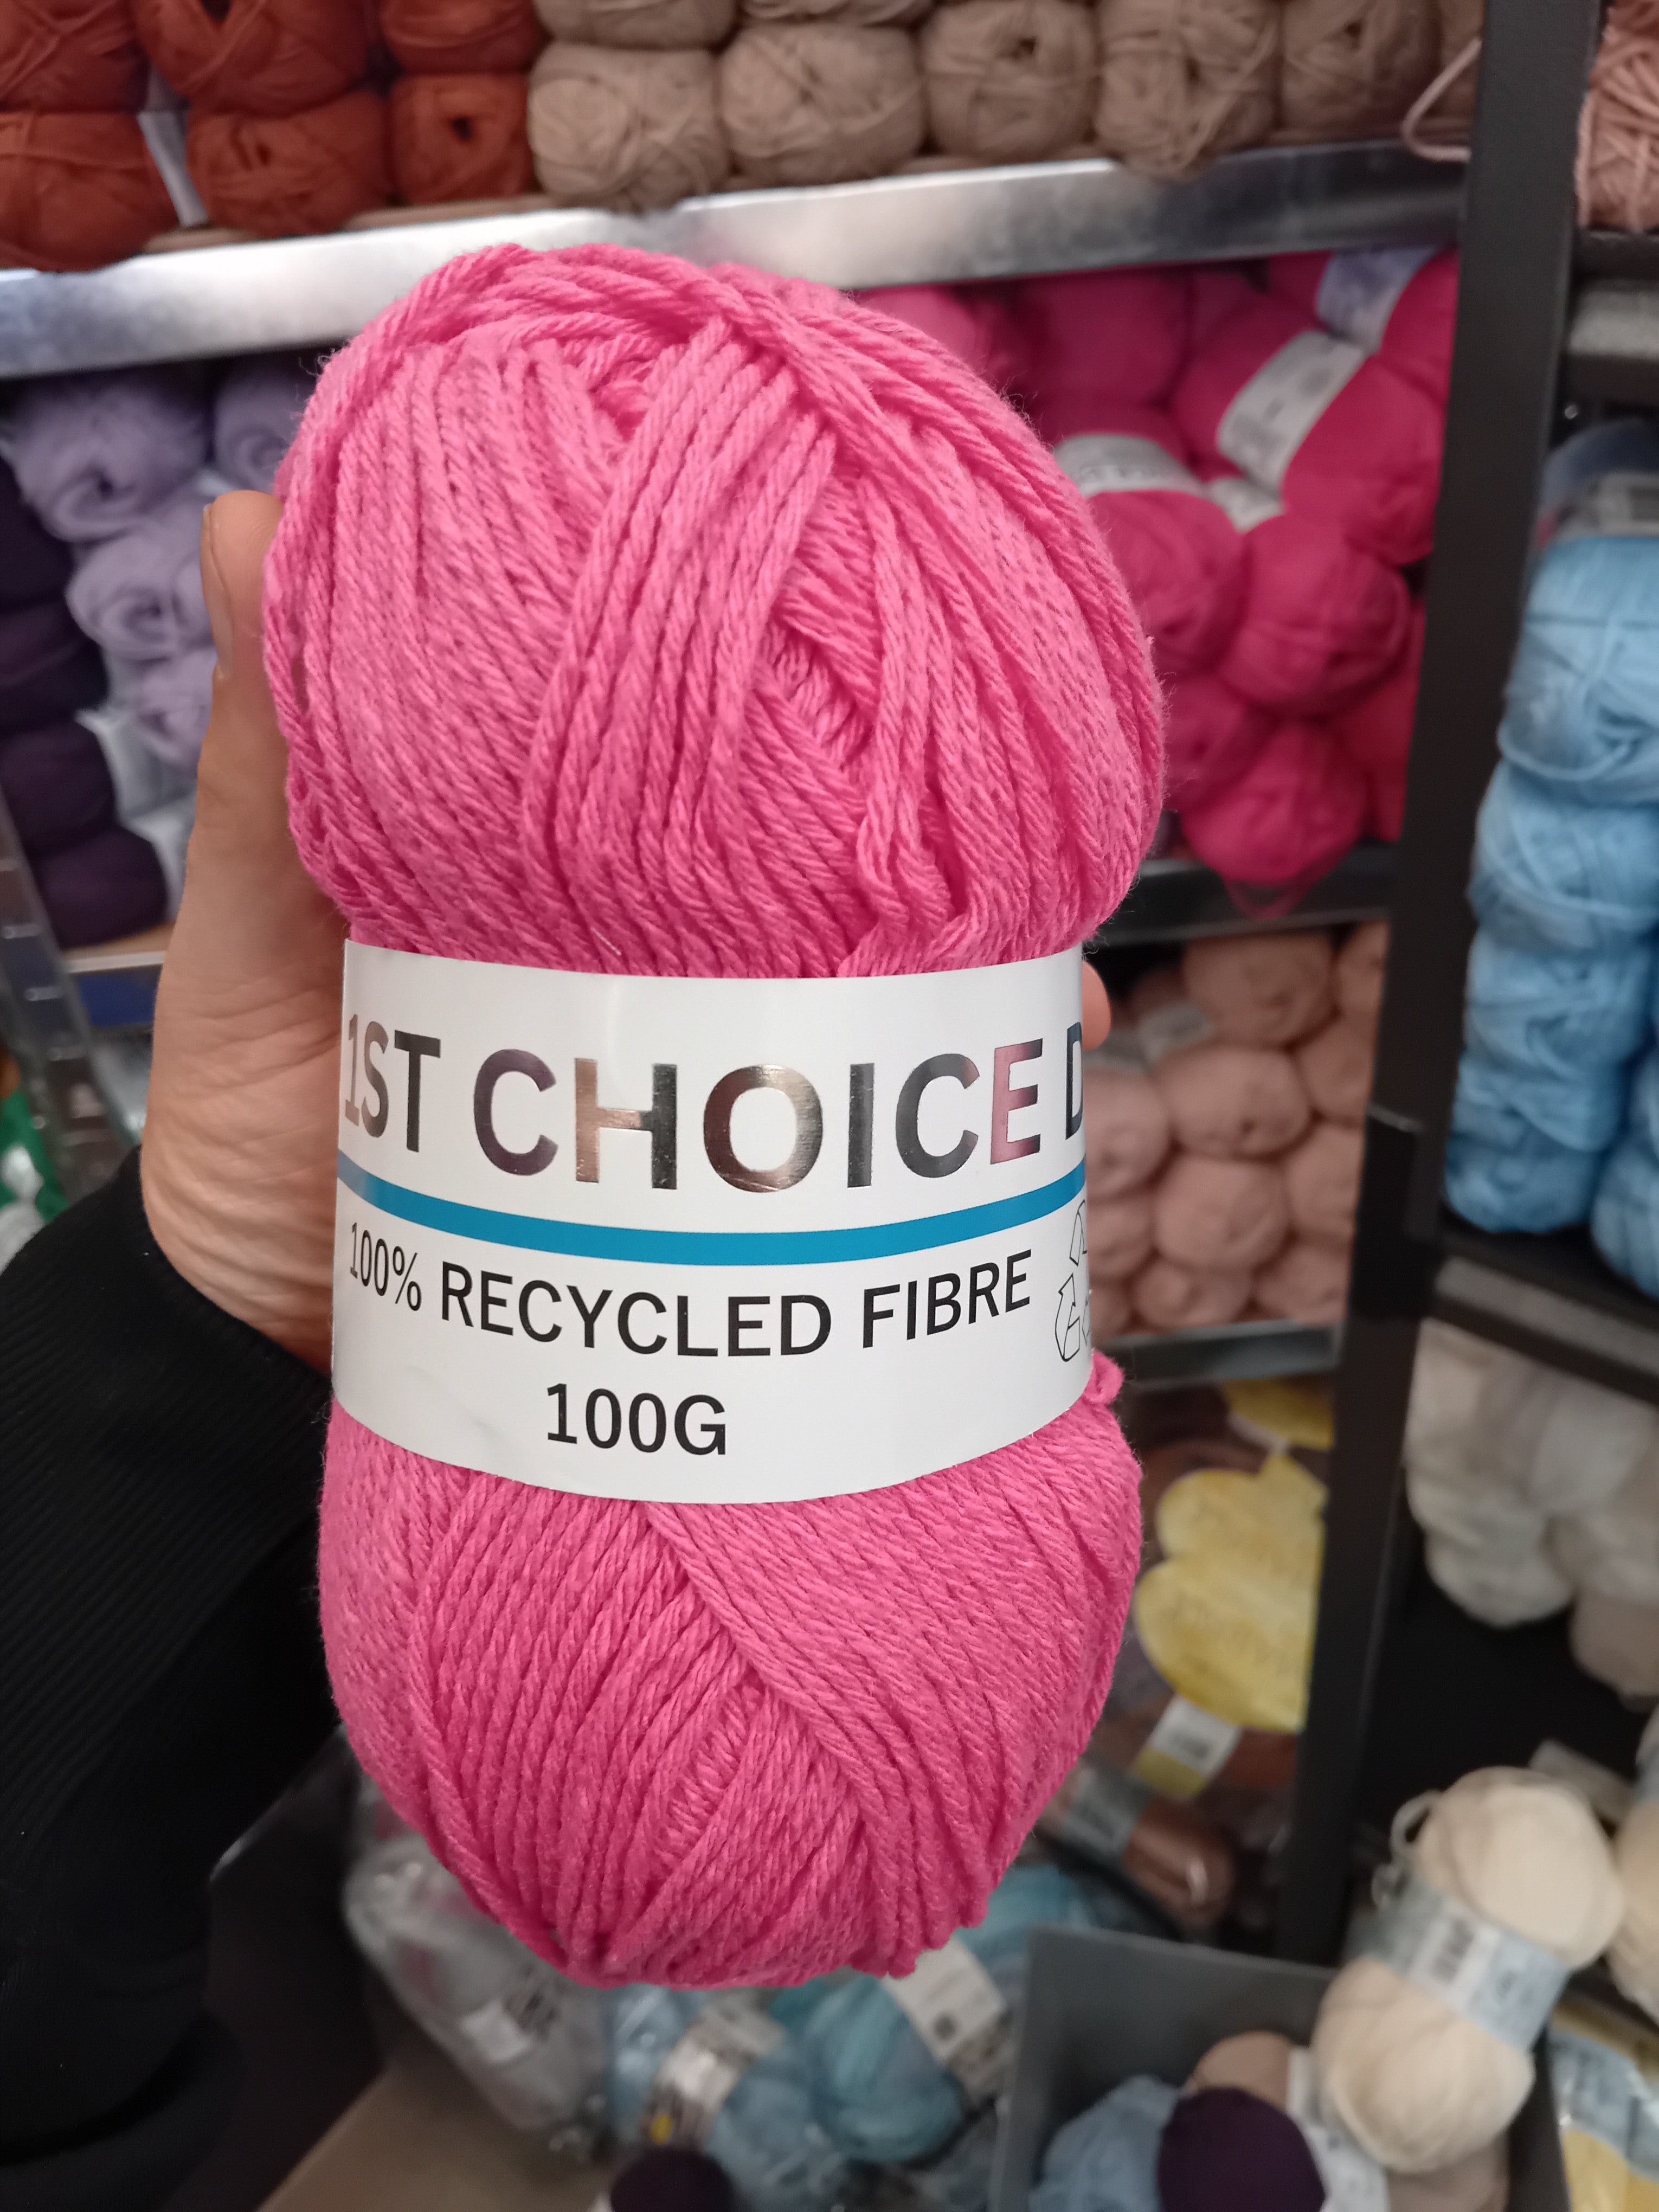 1ST CHOICE D
100% RECYCLED FIBRE
100G